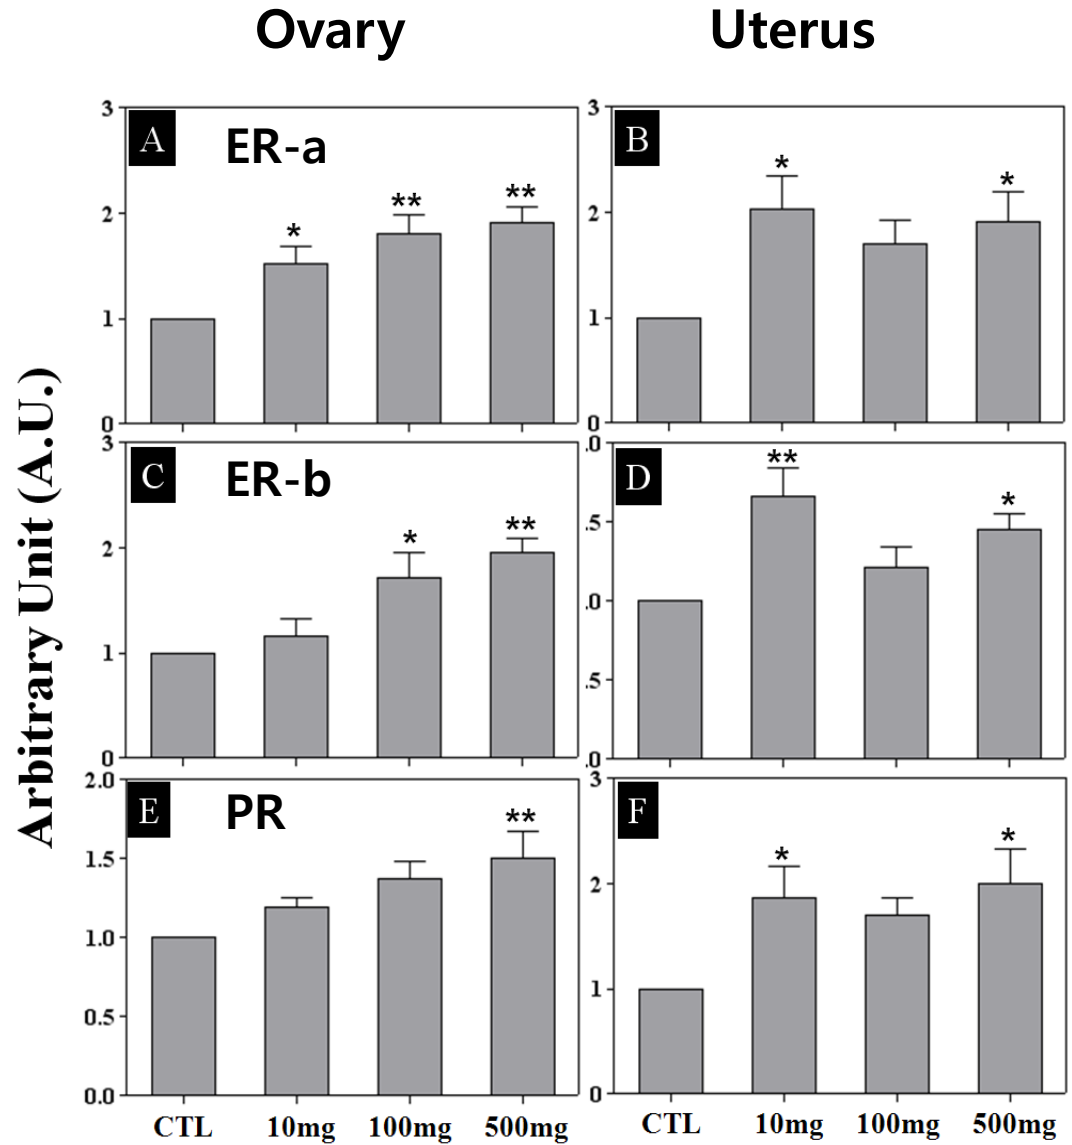 Ovary Uterus
Arbitrary Unit (A.U.)
A ER-a
3
2
1
0
* ** **
B
3
2
1
0
* *
C ER-b
3
2
1
0
* **
D
.0
.5
.0
.5
.0
** *
E PR
2.0
1.5
1.0
0.5
0.0
**
F
3
2
1
0
* *
CTL 10mg 100mg 500mg
CTL 10mg 100mg 500mg